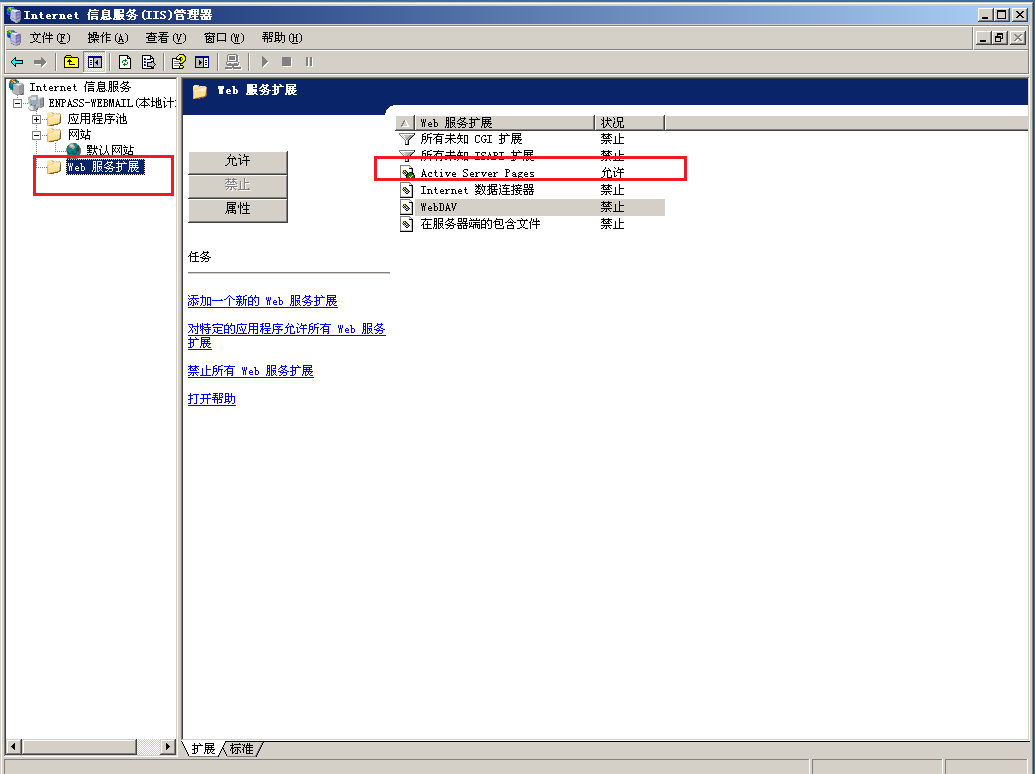 Internet 信息服务(IIS)管理器
文件(F) 操作(A) 查看(V) 窗口(W) 帮助(H)
Internet 信息服务
ENPASS-WEBMAIL(本地计
应用程序池
网站
默认网站
Web 服务扩展
Web 服务扩展
允许
禁止
属性
任务
添加一个新的 Web 服务扩展
对特定的应用程序允许所有 Web 服务
扩展
禁止所有 Web 服务扩展
打开帮助
Web 服务扩展 状况
所有未知 CGI 扩展 禁止
所有未知 ISAPI 扩展 禁止
Active Server Pages 允许
Internet 数据连接器 禁止
WebDAV 禁止
在服务器端的包含文件 禁止
扩展 标准